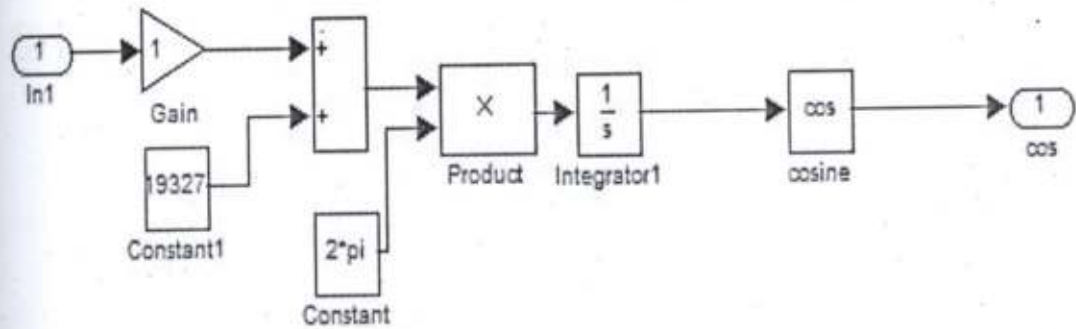 1
In1
1
Gain
+
+
19327
Constant1
2*pi
Constant
X
Product
1
s
Integrator1
cos
cosine
1
cos